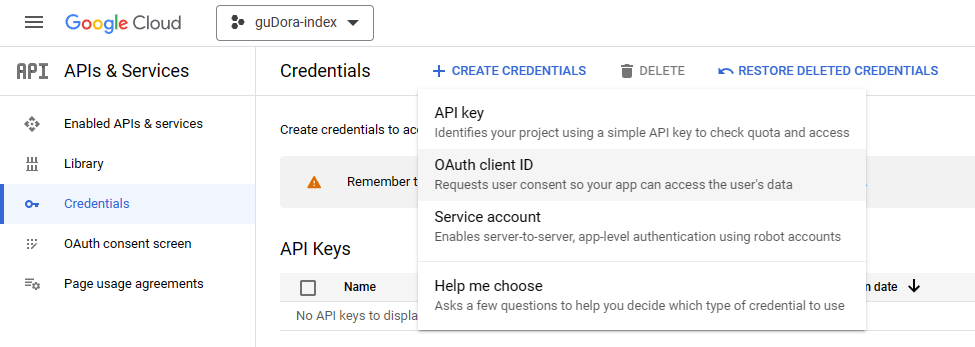 Google Cloud
guDora-index
API APIs & Services
Credentials
CREATE CREDENTIALS
DELETE
RESTORE DELETED CREDENTIALS
Enabled APIs & services
Library
Credentials
OAuth consent screen
Page usage agreements
Create credentials to
Remember
API Keys
Name
date
No API keys to
API key
Identifies your project using a simple API key to check quota and access
OAuth client ID
Requests user consent so your app can access the user's data
Service account
Enables server-to-server, app-level authentication using robot accounts
Help me choose
Asks a few questions to help you decide which type of credential to use